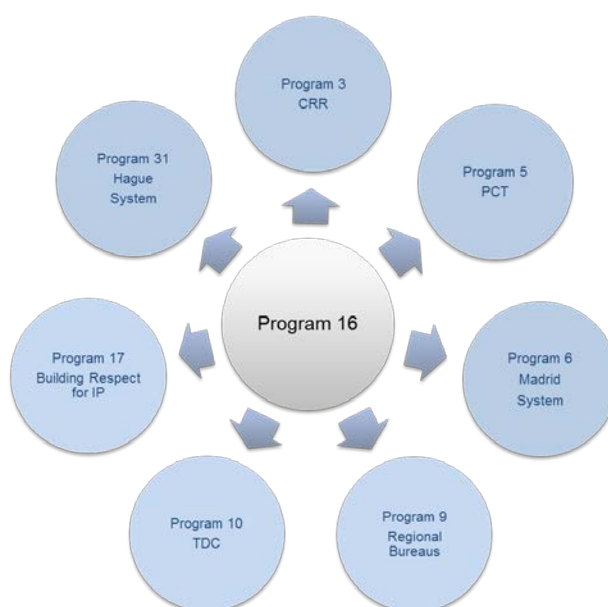 Program 3
CRR
Program 31
Hague
System
Program 5
PCT
Program 16
Program 17
Building Respect
for IP
Program 6
Madrid
System
Program 10
TDC
Program 9
Regional
Bureaus